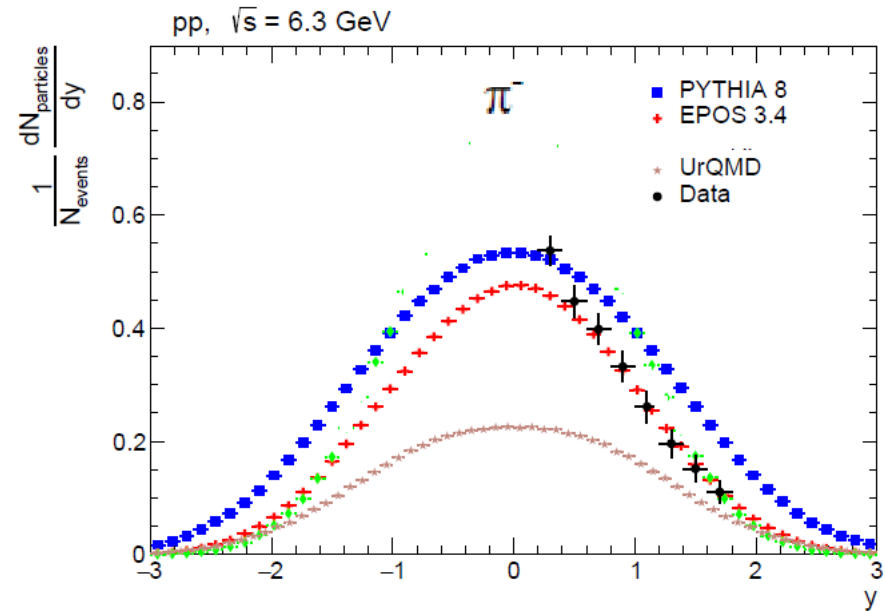 pp, √s = 6.3 GeV
1
N_events
dN_particles
dy
π⁻
PYTHIA 8
EPOS 3.4
UrQMD
Data
0.8
0.6
0.4
0.2
0
−3
−2
−1
0
1
2
3
y